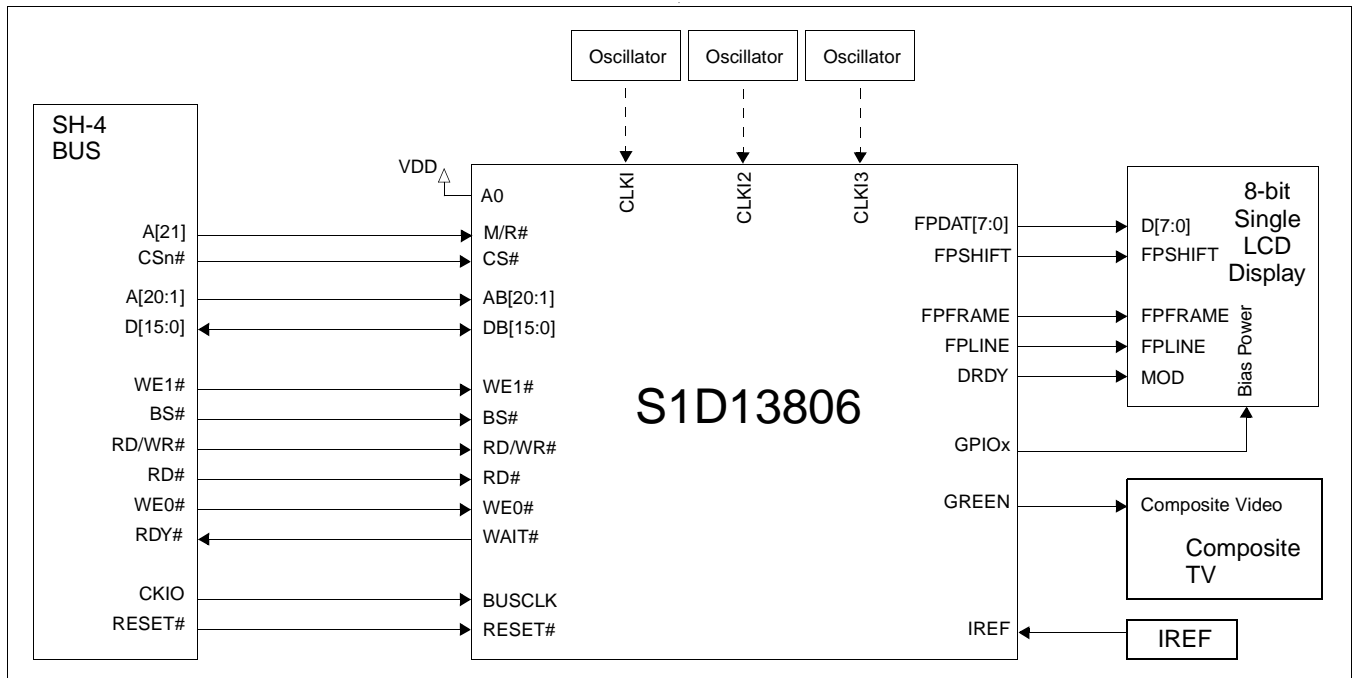 Oscillator
Oscillator
Oscillator
SH-4
BUS
VDD
A0
CLKI
CLKI2
CLKI3
8-bit
Single
LCD
Display
A[21]
M/R#
CSn#
CS#
A[20:1]
AB[20:1]
D[15:0]
DB[15:0]
WE1#
WE1#
BS#
BS#
RD/WR#
RD/WR#
RD#
RD#
WE0#
WE0#
RDY#
WAIT#
CKIO
BUSCLK
RESET#
RESET#
S1D13806
FPDAT[7:0]
D[7:0]
FPSHIFT
FPSHIFT
FPFRAME
FPFRAME
FPLINE
FPLINE
DRDY
MOD
Bias Power
GPIOx
GREEN
Composite Video
Composite
TV
IREF
IREF